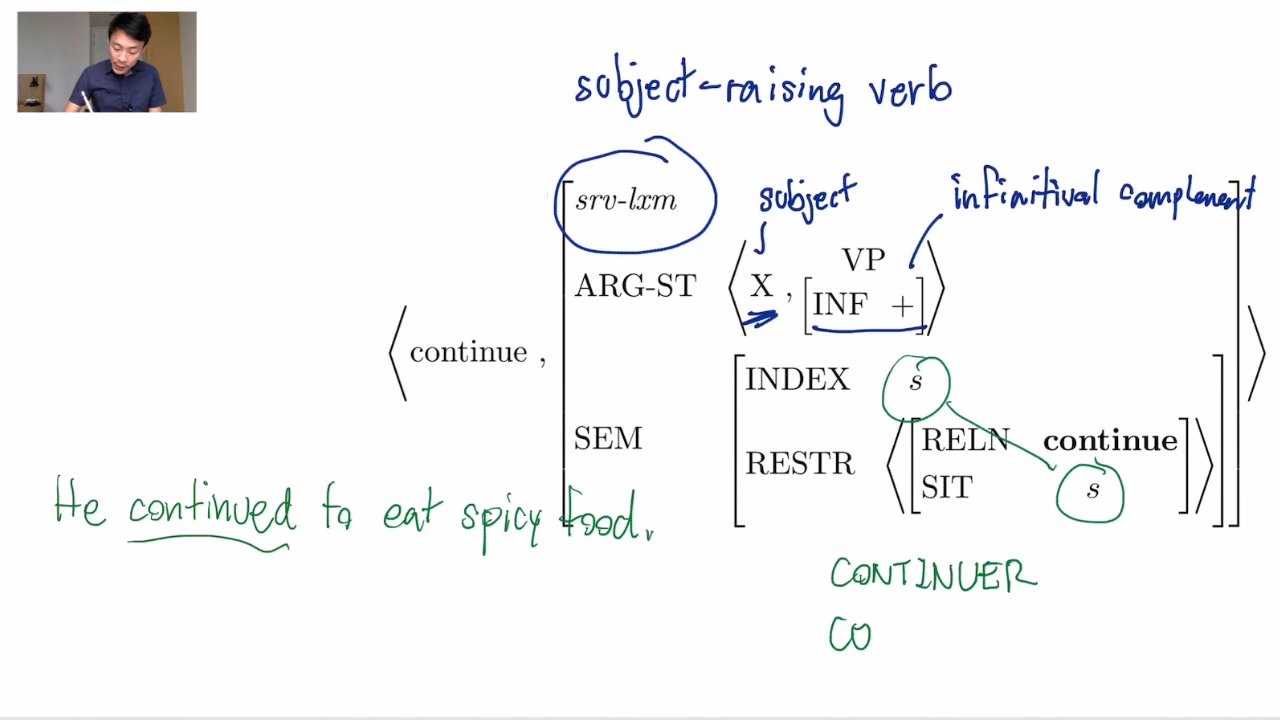 subject-raising verb
srv-lxm
subject
infinitival complement
ARG-ST ⟨ X , VP [INF +] ⟩
⟨ continue ,
INDEX s
SEM
RESTR
RELN continue
SIT s
He continued to eat spicy food.
CONTINUER
CO